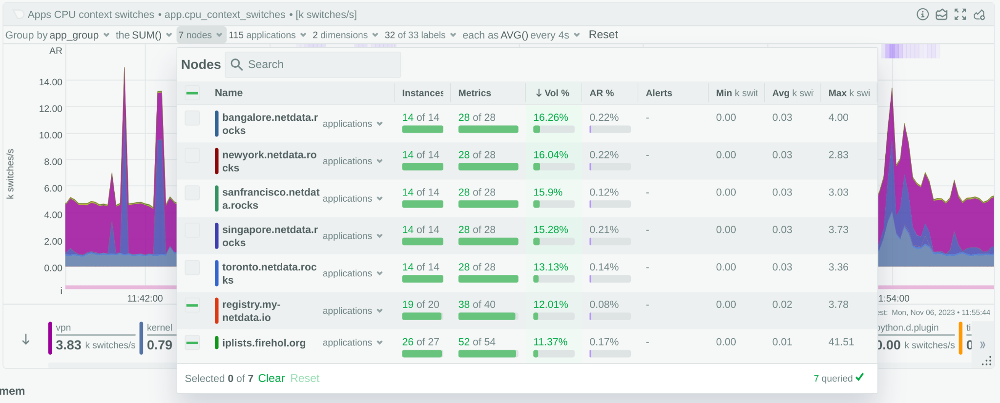 Apps CPU context switches • app.cpu_context_switches • [k switches/s]
Group by app_group the SUM() 7 nodes 115 applications 2 dimensions 32 of 33 labels each as AVG() every 4s Reset
AR
14.00
12.00
10.00
8.00
6.00
4.00
2.00
0.00
k switches/s
i
11:42:00
Nodes Search
Name Instances Metrics Vol % AR % Alerts Min k swit Avg k swi Max k swi
bangalore.netdata.r
ocks
applications 14 of 14 28 of 28 16.26% 0.22% - 0.00 0.03 4.00
newyork.netdata.ro
cks
applications 14 of 14 28 of 28 16.04% 0.22% - 0.00 0.03 2.83
sanfrancisco.netdat
a.rocks
applications 14 of 14 28 of 28 15.9% 0.12% - 0.00 0.03 3.03
singapore.netdata.r
ocks
applications 14 of 14 28 of 28 15.28% 0.21% - 0.00 0.03 3.73
toronto.netdata.roc
ks
applications 14 of 14 28 of 28 13.13% 0.14% - 0.00 0.03 3.36
registry.my-
netdata.io
applications 19 of 20 38 of 40 12.01% 0.08% - 0.00 0.02 3.78
iplists.firehol.org applications 26 of 27 52 of 54 11.37% 0.17% - 0.00 0.01 41.51
Selected 0 of 7 Clear Reset 7 queried
1:54:00
est: Mon, Nov 06, 2023 • 11:55:44
vpn
3.83 k switches/s
kernel
0.79
python.d.plugin
0.00 k switches/s
ti
0
mem